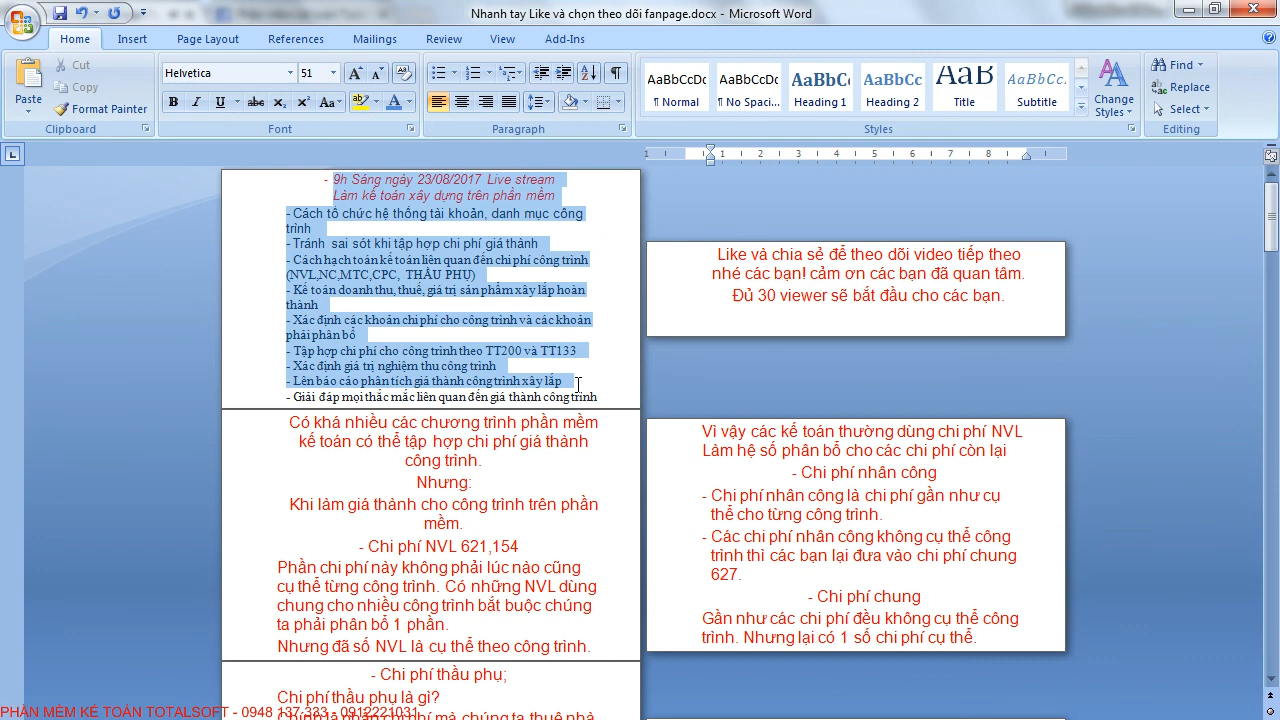 Nhanh tay Like và chọn theo dõi fanpage.docx - Microsoft Word
Home Insert Page Layout References Mailings Review View Add-Ins
Paste
Cut
Copy
Format Painter
Clipboard
Helvetica 51
Font
Paragraph
AaBbCcDc AaBbCcDc AaBbCc AaBbCc AaB AaBbCc
¶ Normal ¶ No Spaci... Heading 1 Heading 2 Title Subtitle
Change Styles
Styles
Find
Replace
Select
Editing
1 1 2 3 4 5 6 7 8
- 9h Sáng ngày 23/08/2017 Live stream
Làm kế toán xây dựng trên phần mềm
- Cách tổ chức hệ thống tài khoản, danh mục công
trình
- Tránh sai sót khi tập hợp chi phí giá thành
- Cách hạch toán kế toán liên quan đến chi phí công trình
(NVL,NC,MTC,CPC, THẦU PHỤ)
- Kế toán doanh thu, thuế, giá trị sản phẩm xây lắp hoàn
thành
- Xác định các khoản chi phí cho công trình và các khoản
phải phân bổ
- Tập hợp chi phí cho công trình theo TT200 và TT133
- Xác định giá trị nghiệm thu công trình
- Lên báo cáo phân tích giá thành công trình xây lắp
- Giải đáp mọi thắc mắc liên quan đến giá thành công trình
Có khá nhiều các chương trình phần mềm
kế toán có thể tập hợp chi phí giá thành
công trình.
Nhưng:
Khi làm giá thành cho công trình trên phần
mềm.
- Chi phí NVL 621,154
Phần chi phí này không phải lúc nào cũng
cụ thể từng công trình. Có những NVL dùng
chung cho nhiều công trình bắt buộc chúng
ta phải phân bổ 1 phần.
Nhưng đã số NVL là cụ thể theo công trình.
- Chi phí thầu phụ;
Chi phí thầu phụ là gì?
Like và chia sẻ để theo dõi video tiếp theo
nhé các bạn! cảm ơn các bạn đã quan tâm.
Đủ 30 viewer sẽ bắt đầu cho các bạn.
Vì vậy các kế toán thường dùng chi phí NVL
Làm hệ số phân bổ cho các chi phí còn lại
- Chi phí nhân công
- Chi phí nhân công là chi phí gần như cụ
thể cho từng công trình.
- Các chi phí nhân công không cụ thể công
trình thì các bạn lại đưa vào chi phí chung
627.
- Chi phí chung
Gần như các chi phí đều không cụ thể công
trình. Nhưng lại có 1 số chi phí cụ thể.
PHẦN MỀM KẾ TOÁN TOTALSOFT - 0948 137 333 - 0912221031